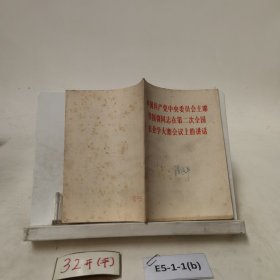 中国共产党中央委员会主席
华国锋同志在第二次全国
农业学大寨会议上的讲话
32开(平)
E5-1-1(b)